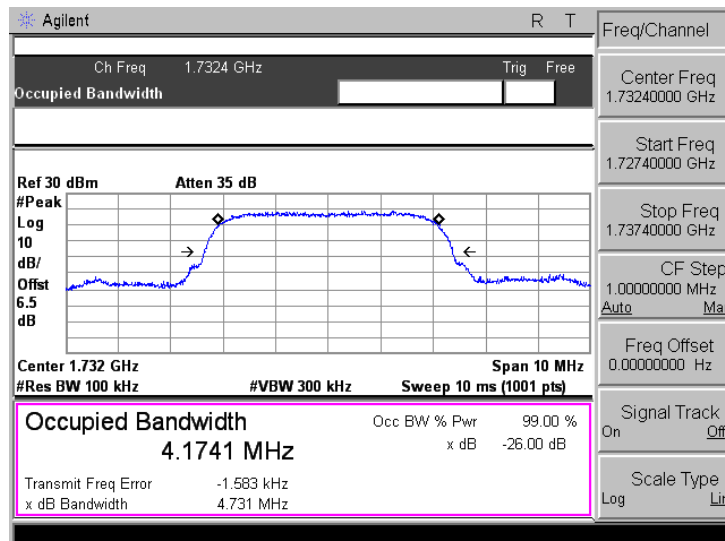 Agilent R T
Ch Freq 1.7324 GHz Trig Free
Occupied Bandwidth
Ref 30 dBm Atten 35 dB
#Peak
Log
10
dB/
Offst
6.5
dB
Center 1.732 GHz Span 10 MHz
#Res BW 100 kHz #VBW 300 kHz Sweep 10 ms (1001 pts)
Occupied Bandwidth
4.1741 MHz
Occ BW % Pwr 99.00 %
x dB -26.00 dB
Transmit Freq Error -1.583 kHz
x dB Bandwidth 4.731 MHz
Freq/Channel
Center Freq
1.73240000 GHz
Start Freq
1.72740000 GHz
Stop Freq
1.73740000 GHz
CF Step
1.00000000 MHz
Auto Ma
Freq Offset
0.00000000 Hz
Signal Track
On Off
Scale Type
Log Lin